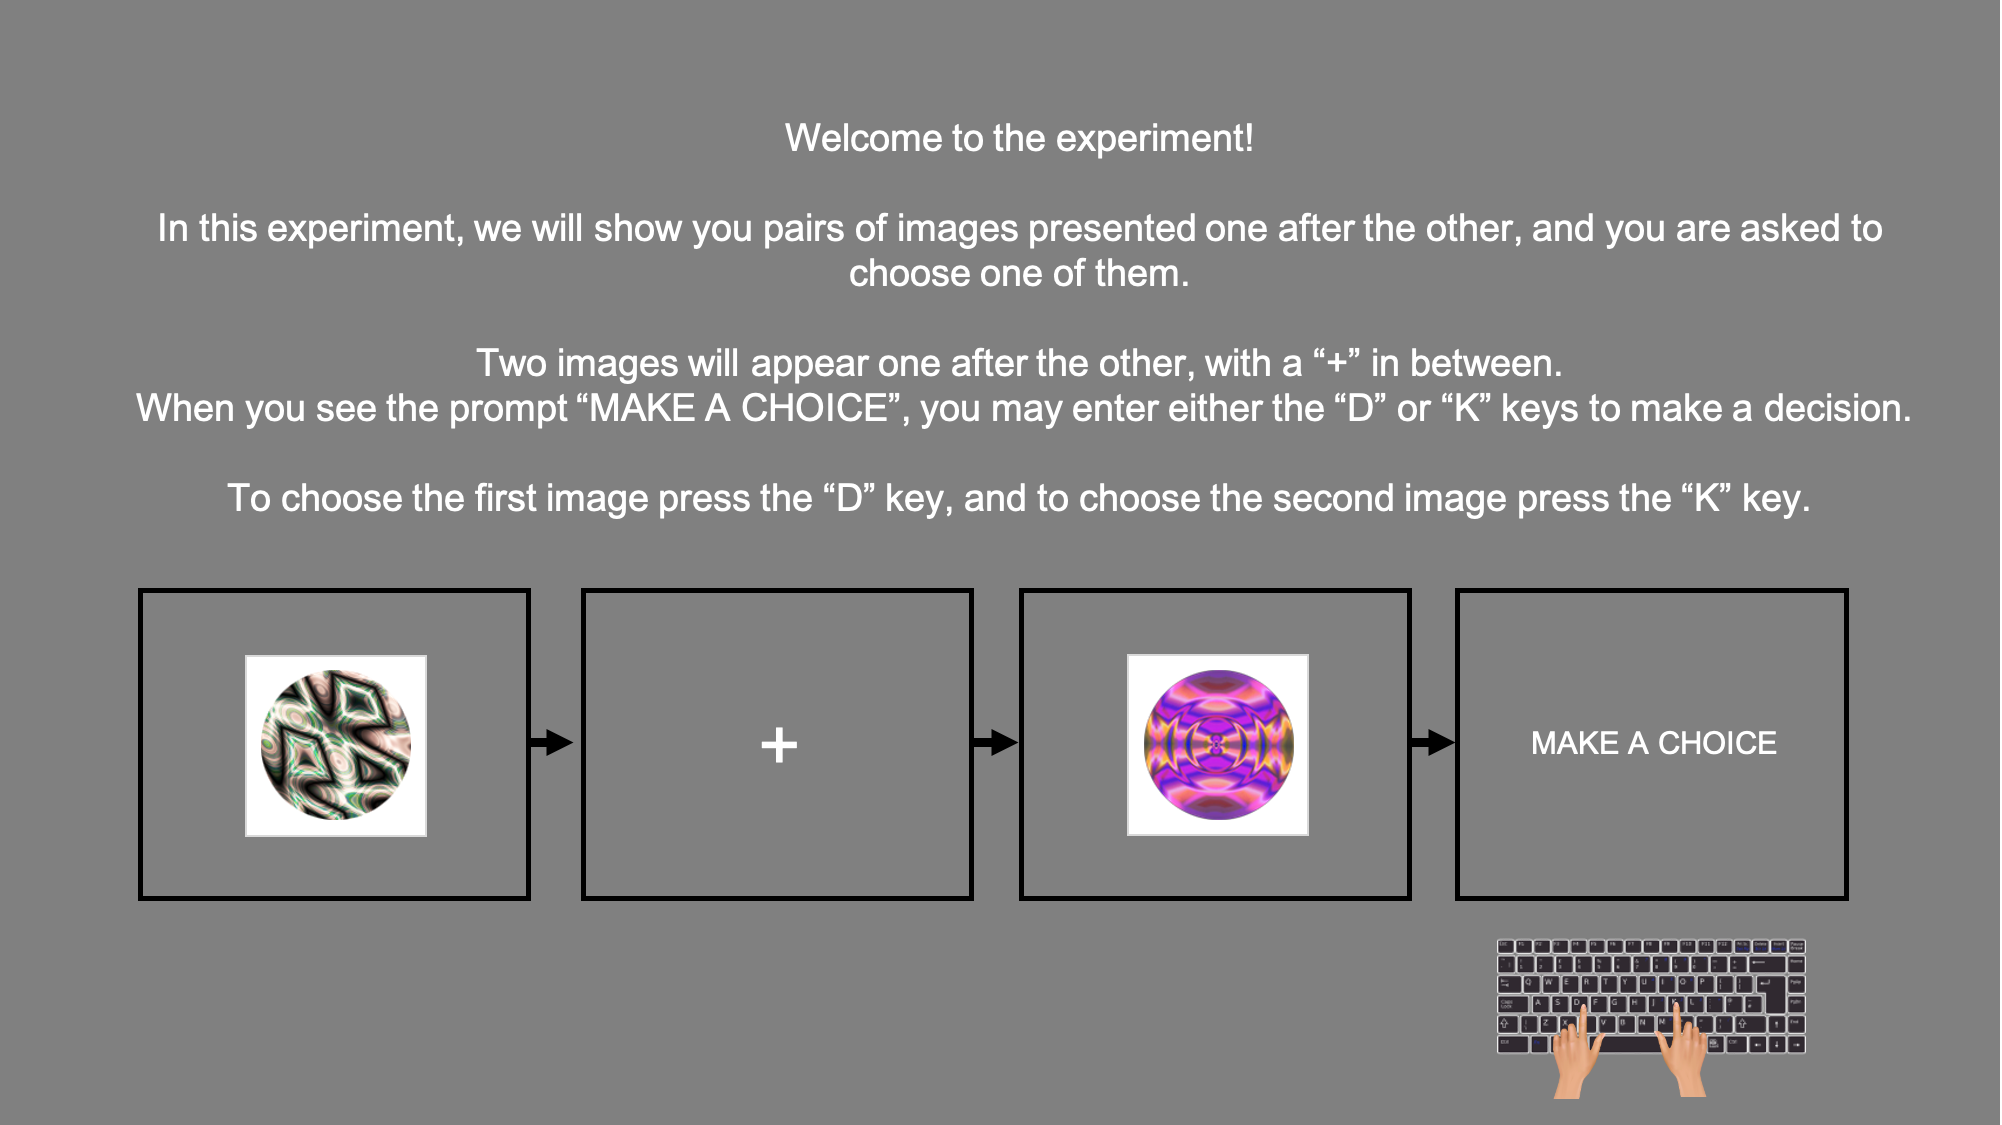 Welcome to the experiment!
In this experiment, we will show you pairs of images presented one after the other, and you are asked to
choose one of them.
Two images will appear one after the other, with a “+” in between.
When you see the prompt “MAKE A CHOICE”, you may enter either the “D” or “K” keys to make a decision.
To choose the first image press the “D” key, and to choose the second image press the “K” key.
+
MAKE A CHOICE
Q W E R T Y U I O P
A S D F G H J K L
Z X V B N M